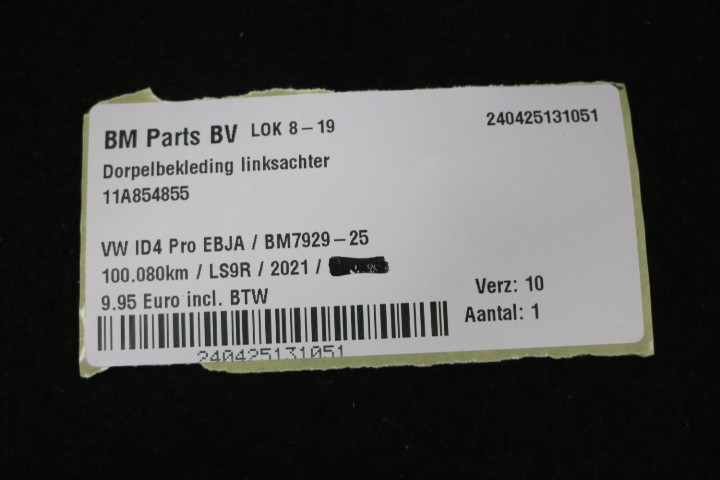 BM Parts BV LOK 8-19 240425131051
Dorpelbekleding linksachter
11A854855
VW ID4 Pro EBJA / BM7929-25
100.080km / LS9R / 2021 /
9.95 Euro incl. BTW
Verz: 10
Aantal: 1
240425131051